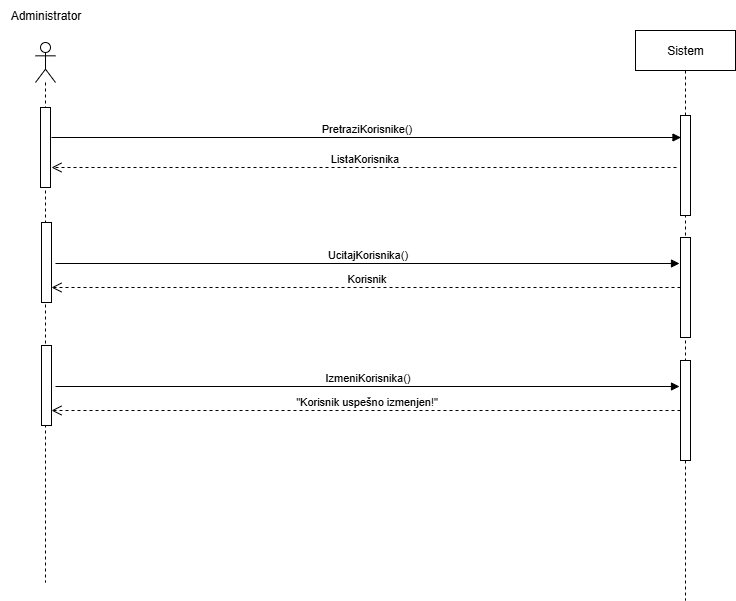 Administrator
Sistem
PretraziKorisnike()
ListaKorisnika
UcitajKorisnika()
Korisnik
IzmeniKorisnika()
"Korisnik uspešno izmenjen!"